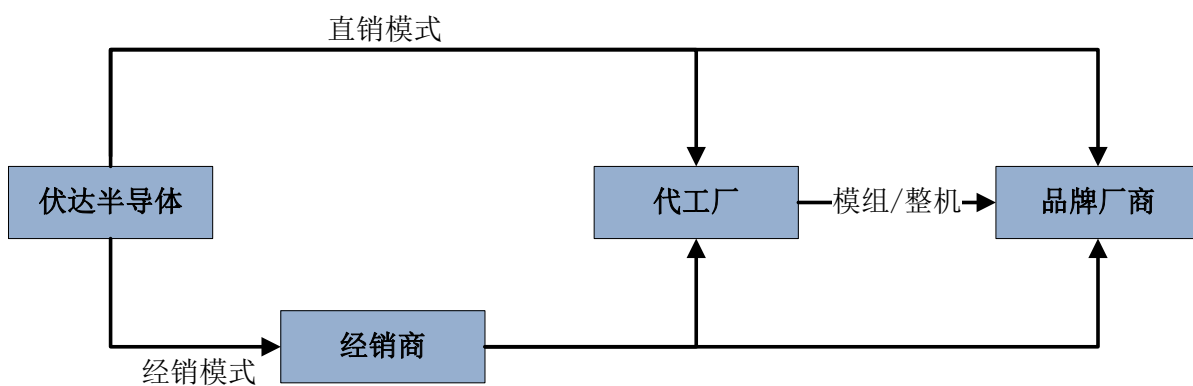 直销模式
伏达半导体
代工厂
模组/整机
品牌厂商
经销商
经销模式